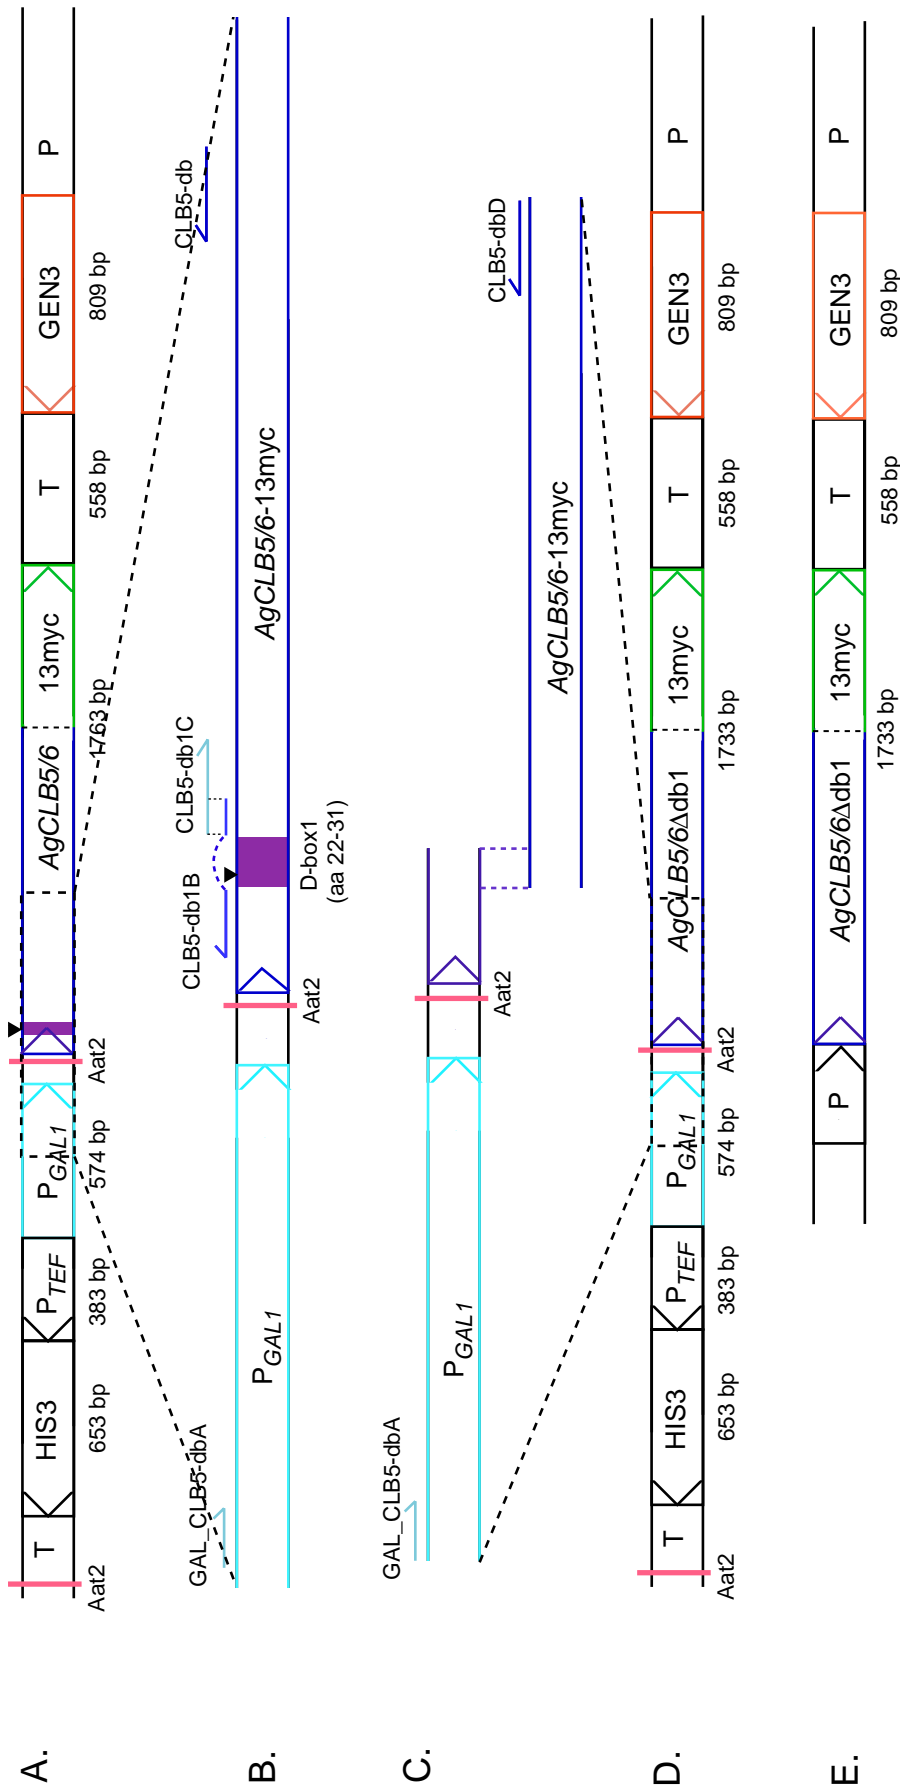 A.
T
HIS3
PTEF
PGAL1
AgCLB5/6
13myc
T
GEN3
P
Aat2
653 bp
383 bp
574 bp
Aat2
1763 bp
558 bp
809 bp
GAL_CLB5-dbA
CLB5-db1B
CLB5-db1C
CLB5-db
B.
PGAL1
AgCLB5/6-13myc
Aat2
D-box1
(aa 22-31)
GAL_CLB5-dbA
C.
PGAL1
Aat2
CLB5-dbD
AgCLB5/6-13myc
D.
T
HIS3
PTEF
PGAL1
AgCLB5/6Δdb1
13myc
T
GEN3
P
Aat2
653 bp
383 bp
574 bp
Aat2
1733 bp
558 bp
809 bp
E.
P
AgCLB5/6Δdb1
13myc
T
GEN3
P
1733 bp
558 bp
809 bp